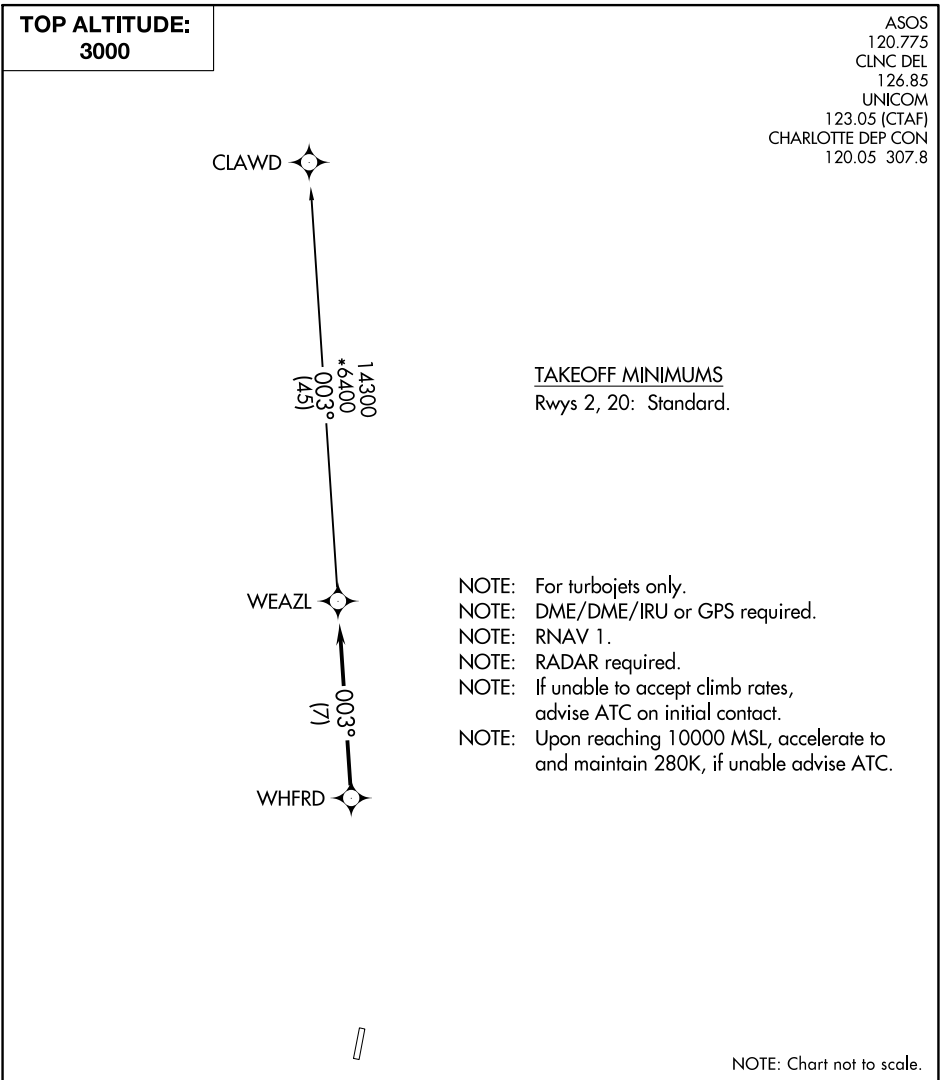 TOP ALTITUDE:
3000
ASOS
120.775
CLNC DEL
126.85
UNICOM
123.05 (CTAF)
CHARLOTTE DEP CON
120.05 307.8
CLAWD
14300
*6400
003°
(45)
TAKEOFF MINIMUMS
Rwys 2, 20: Standard.
WEAZL
NOTE: For turbojets only.
NOTE: DME/DME/IRU or GPS required.
NOTE: RNAV 1.
NOTE: RADAR required.
NOTE: If unable to accept climb rates,
advise ATC on initial contact.
NOTE: Upon reaching 10000 MSL, accelerate to
and maintain 280K, if unable advise ATC.
003°
(7)
WHFRD
NOTE: Chart not to scale.